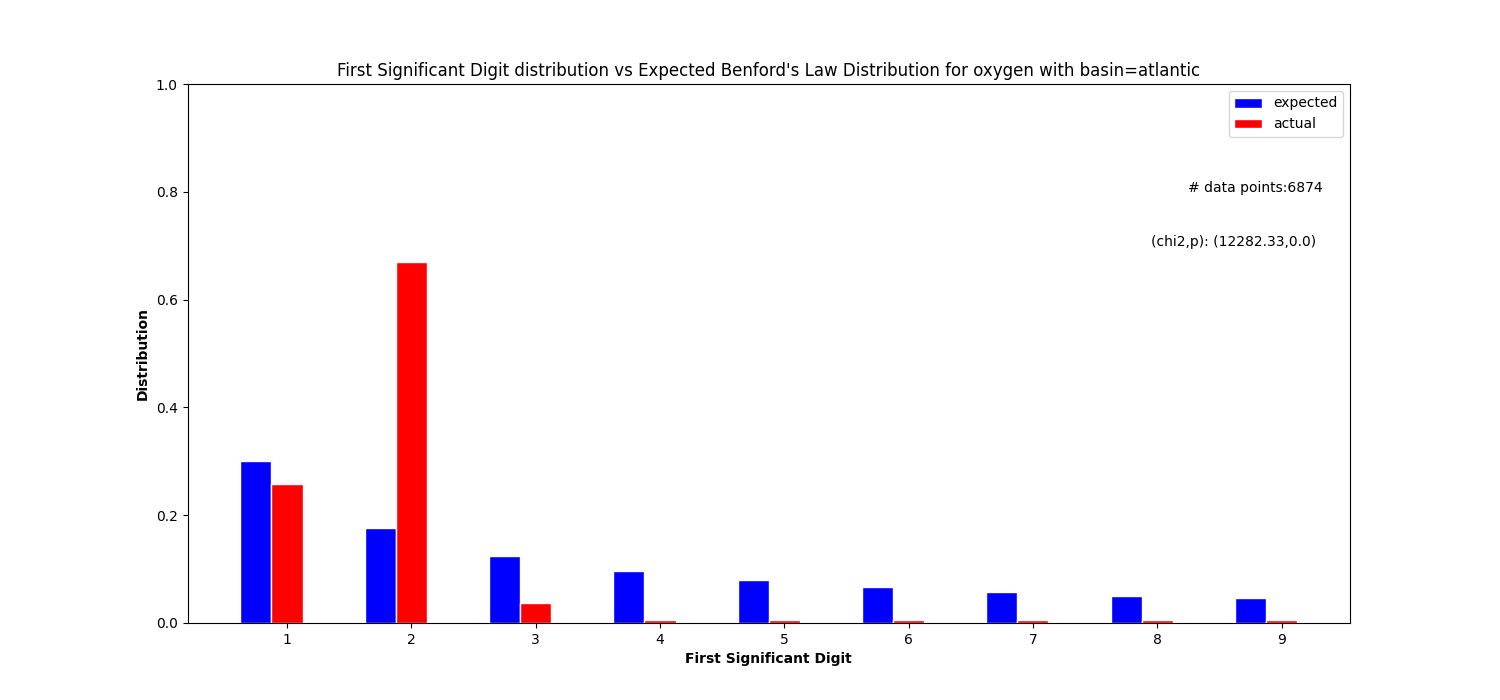 First Significant Digit distribution vs Expected Benford's Law Distribution for oxygen with basin=atlantic
1.0
expected
actual
0.8
# data points:6874
(chi2,p): (12282.33,0.0)
0.6
Distribution
0.4
0.2
0.0
1 2 3 4 5 6 7 8 9
First Significant Digit